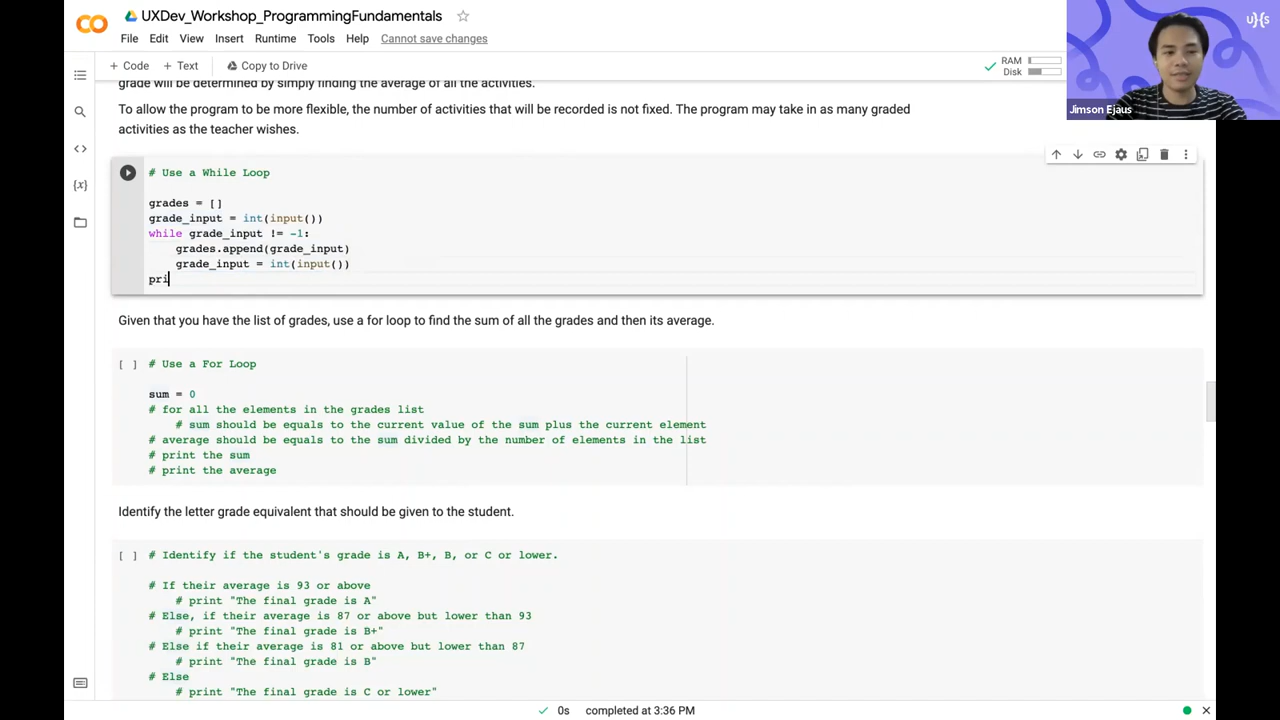 UXDev_Workshop_ProgrammingFundamentals
File Edit View Insert Runtime Tools Help Cannot save changes
+ Code + Text Copy to Drive
RAM
Disk
u}{s
Jimson Ejaus
grade will be determined by simply finding the average of all the activities.
To allow the program to be more flexible, the number of activities that will be recorded is not fixed. The program may take in as many graded
activities as the teacher wishes.
# Use a While Loop
grades = []
grade_input = int(input())
while grade_input != -1:
grades.append(grade_input)
grade_input = int(input())
pri
Given that you have the list of grades, use a for loop to find the sum of all the grades and then its average.
[ ] # Use a For Loop
sum = 0
# for all the elements in the grades list
# sum should be equals to the current value of the sum plus the current element
# average should be equals to the sum divided by the number of elements in the list
# print the sum
# print the average
Identify the letter grade equivalent that should be given to the student.
[ ] # Identify if the student's grade is A, B+, B, or C or lower.
# If their average is 93 or above
# print "The final grade is A"
# Else, if their average is 87 or above but lower than 93
# print "The final grade is B+"
# Else if their average is 81 or above but lower than 87
# print "The final grade is B"
# Else
# print "The final grade is C or lower"
0s completed at 3:36 PM